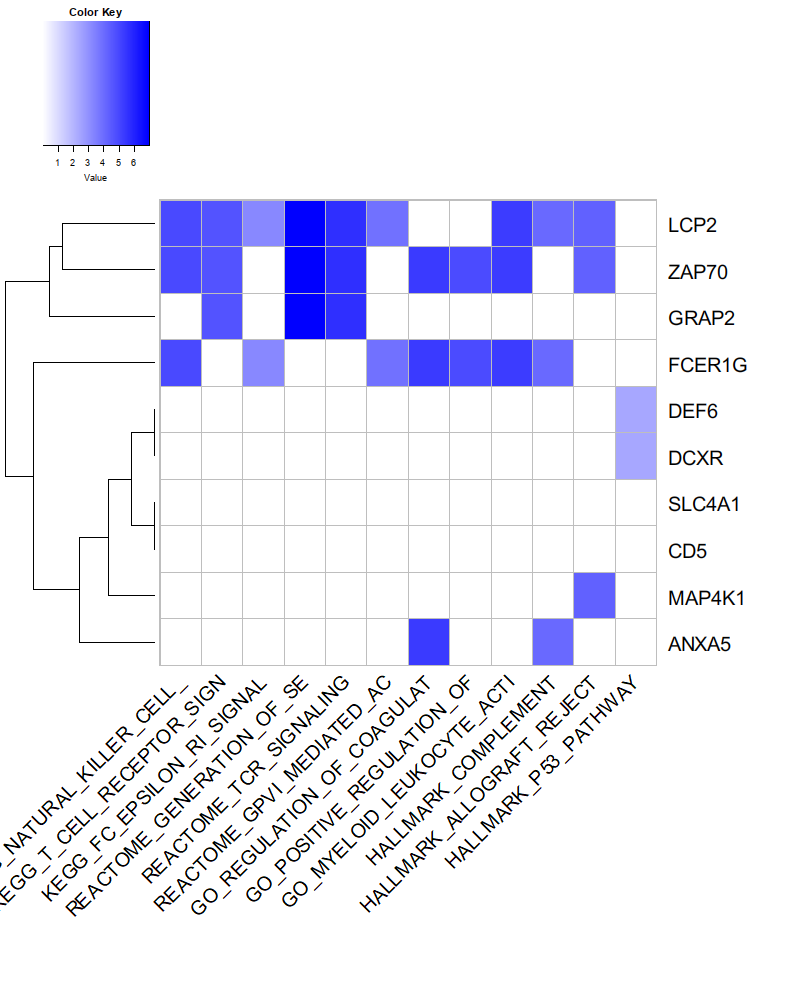 Color Key
1 2 3 4 5 6
Value
LCP2
ZAP70
GRAP2
FCER1G
DEF6
DCXR
SLC4A1
CD5
MAP4K1
ANXA5
_NATURAL_KILLER_CELL_
KEGG_T_CELL_RECEPTOR_SIGN
KEGG_FC_EPSILON_RI_SIGNAL
REACTOME_GENERATION_OF_SE
REACTOME_TCR_SIGNALING
REACTOME_GPVI_MEDIATED_AC
GO_REGULATION_OF_COAGULAT
GO_POSITIVE_REGULATION_OF
GO_MYELOID_LEUKOCYTE_ACTI
HALLMARK_COMPLEMENT
HALLMARK_ALLOGRAFT_REJECT
HALLMARK_P53_PATHWAY